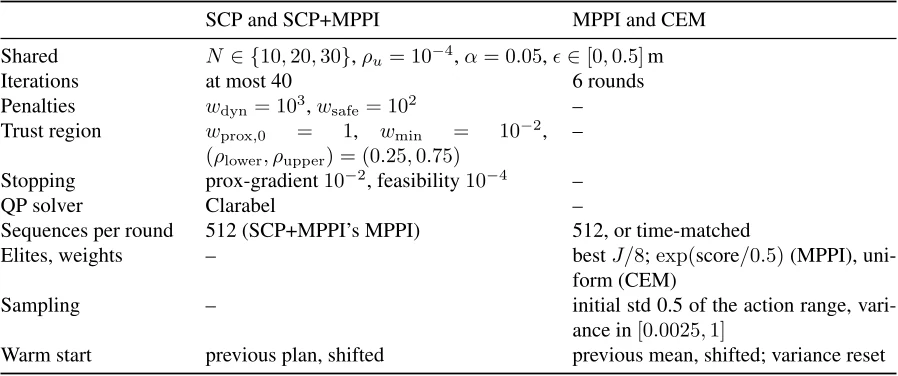 SCP and SCP+MPPI MPPI and CEM
Shared N ∈ {10, 20, 30}, ρ_u = 10^{-4}, α = 0.05, ϵ ∈ [0, 0.5] m
Iterations at most 40 6 rounds
Penalties w_dyn = 10^3, w_safe = 10^2 –
Trust region w_prox,0 = 1, w_min = 10^{-2}, –
(ρ_lower, ρ_upper) = (0.25, 0.75)
Stopping prox-gradient 10^{-2}, feasibility 10^{-4} –
QP solver Clarabel –
Sequences per round 512 (SCP+MPPI's MPPI) 512, or time-matched
Elites, weights – best J/8; exp(score/0.5) (MPPI), uni-
form (CEM)
Sampling – initial std 0.5 of the action range, vari-
ance in [0.0025, 1]
Warm start previous plan, shifted previous mean, shifted; variance reset